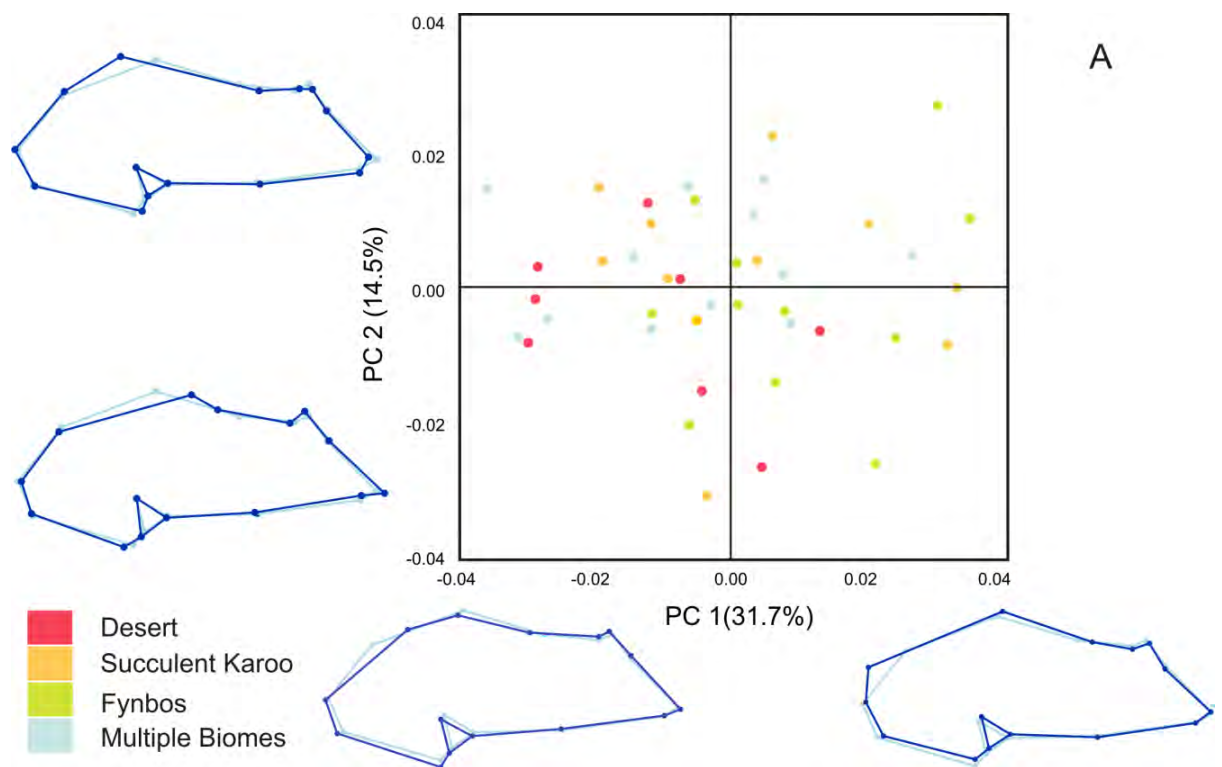 A
0.04
0.02
0.00
-0.02
-0.04
PC 2 (14.5%)
-0.04
-0.02
0.00
0.02
0.04
PC 1(31.7%)
Desert
Succulent Karoo
Fynbos
Multiple Biomes